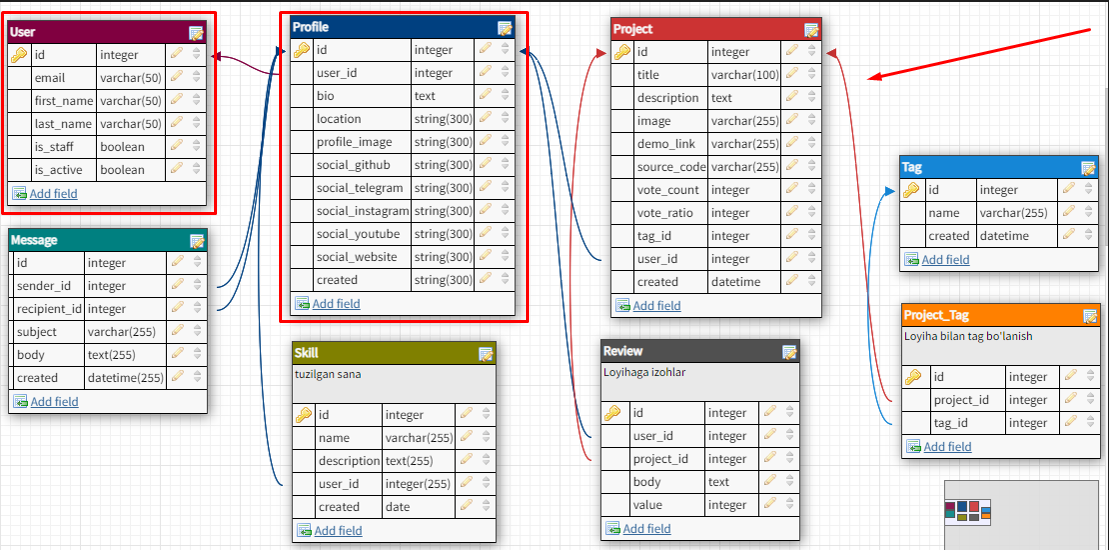 User
id integer
email varchar(50)
first_name varchar(50)
last_name varchar(50)
is_staff boolean
is_active boolean
Add field
Message
id integer
sender_id integer
recipient_id integer
subject varchar(255)
body text(255)
created datetime(255)
Add field
Profile
id integer
user_id integer
bio text
location string(300)
profile_image string(300)
social_github string(300)
social_telegram string(300)
social_instagram string(300)
social_youtube string(300)
social_website string(300)
created string(300)
Add field
Skill
tuzilgan sana
id integer
name varchar(255)
description text(255)
user_id integer(255)
created date
Add field
Project
id integer
title varchar(100)
description text
image varchar(255)
demo_link varchar(255)
source_code varchar(255)
vote_count integer
vote_ratio integer
tag_id integer
user_id integer
created datetime
Add field
Review
Loyihaga izohlar
id integer
user_id integer
project_id integer
body text
value integer
Add field
Tag
id integer
name varchar(255)
created datetime
Add field
Project_Tag
Loyiha bilan tag bo'lanish
id integer
project_id integer
tag_id integer
Add field